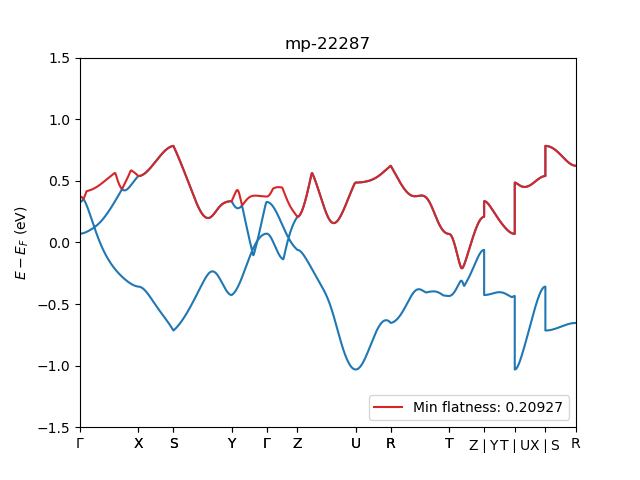 mp-22287
1.5
1.0
0.5
0.0
−0.5
−1.0
−1.5
E − E_F (eV)
Min flatness: 0.20927
Γ X S Y Γ Z U R T Z | Y T | U X | S R